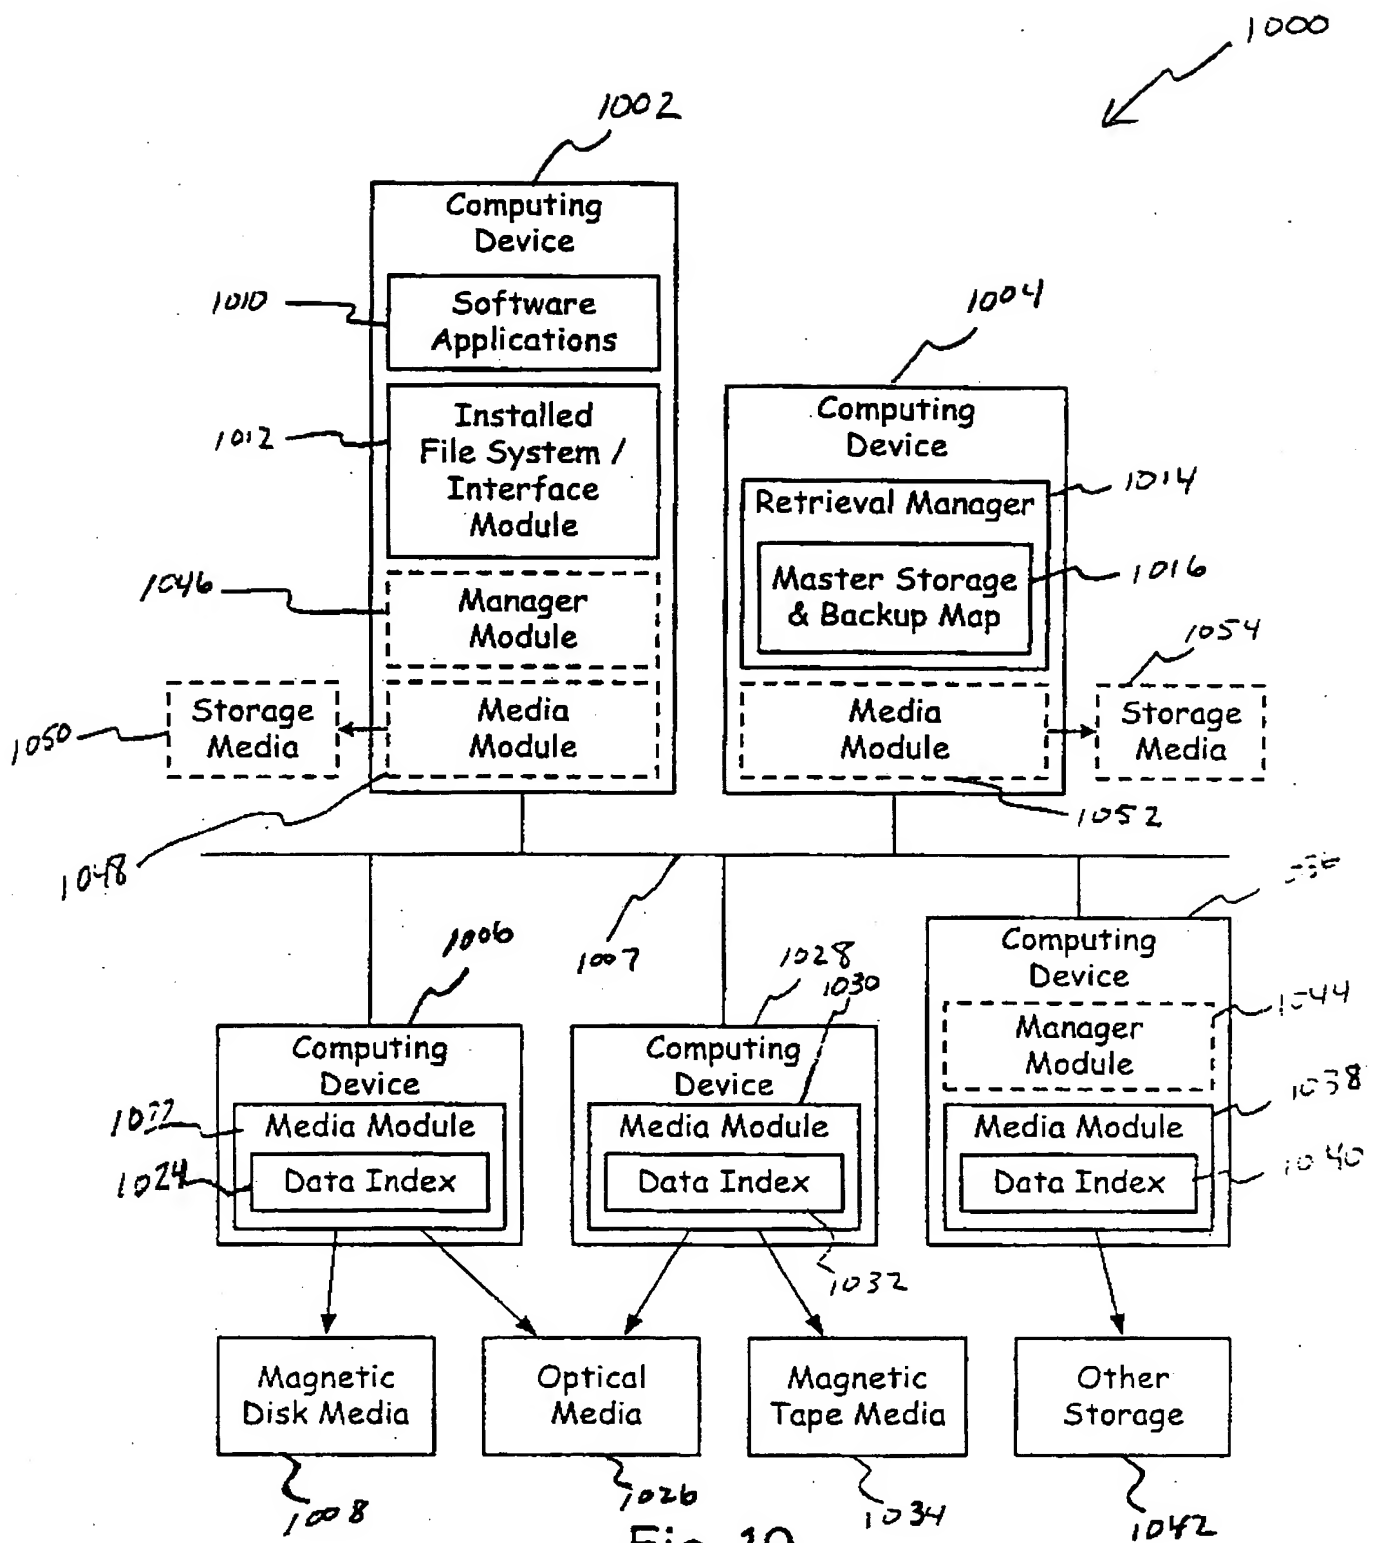 1000
1002
Computing
Device
1010
Software
Applications
1004
Computing
Device
1012
Installed
File System /
Interface
Module
Retrieval Manager
1014
Master Storage
& Backup Map
1016
1046
Manager
Module
1054
1050
Storage
Media
Media
Module
Media
Module
Storage
Media
1052
1048
1007
Computing
Device
1006
1028
1030
1044
Manager
Module
Computing
Device
Computing
Device
1038
Media Module
Media Module
Media Module
1024
Data Index
Data Index
Data Index
1040
1032
Magnetic
Disk Media
Optical
Media
Magnetic
Tape Media
Other
Storage
1008
1026
1034
1042
Fig. 10